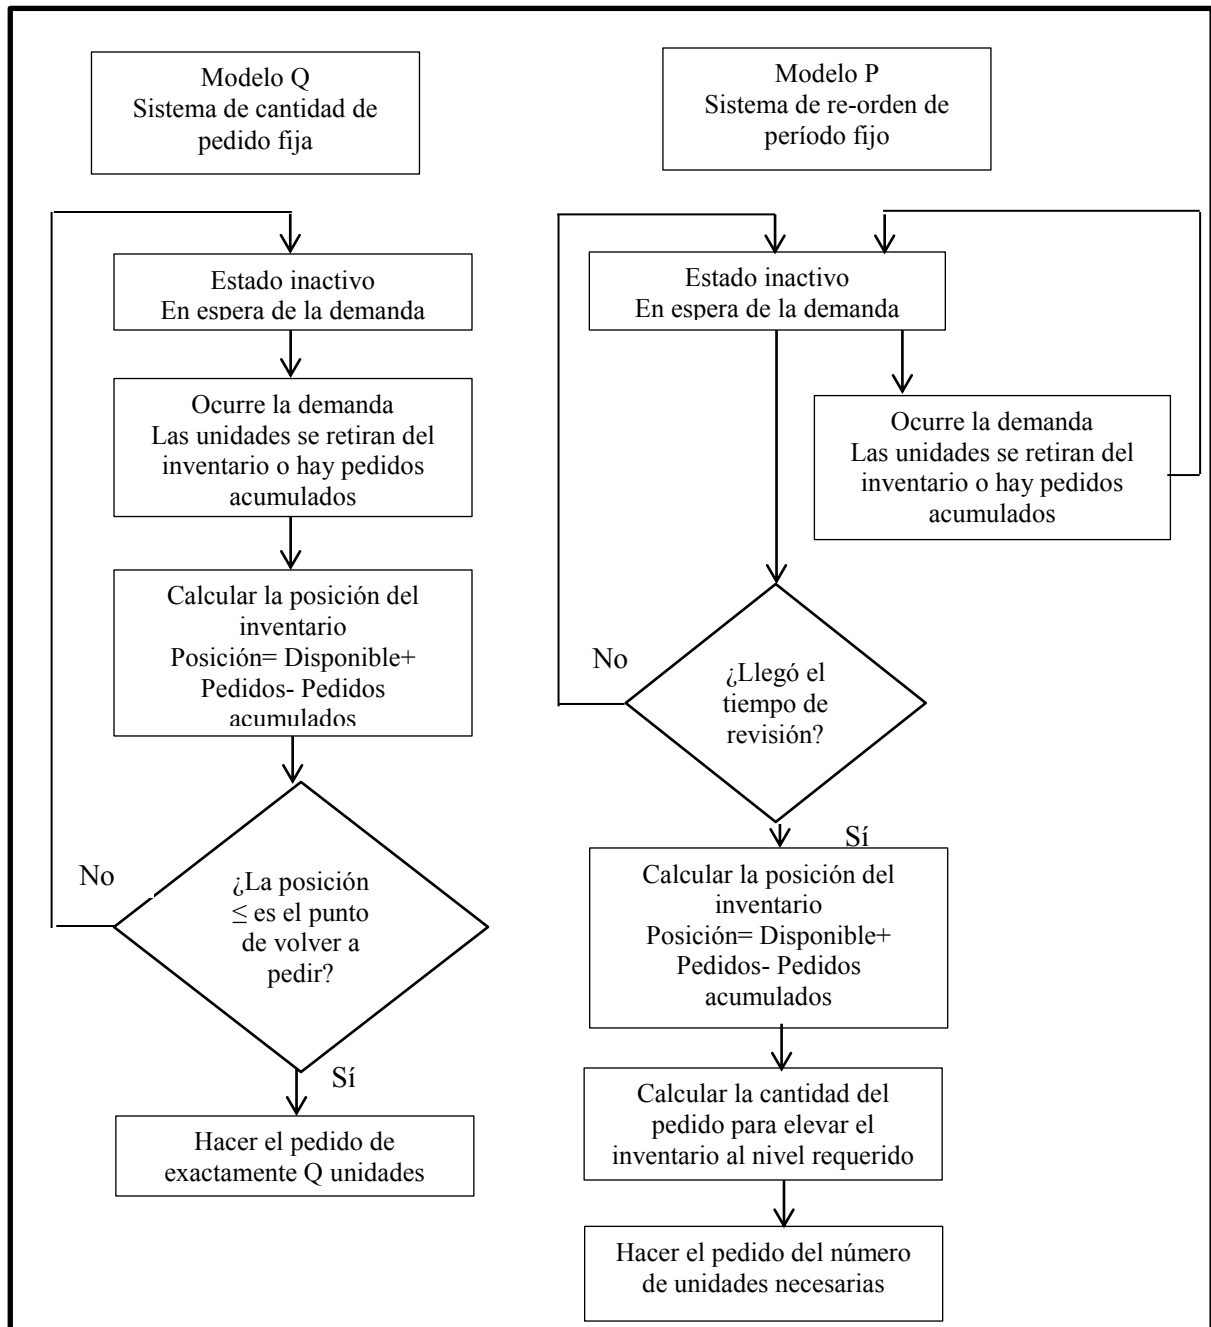 Modelo Q
Sistema de cantidad de
pedido fija
Estado inactivo
En espera de la demanda
Ocurre la demanda
Las unidades se retiran del
inventario o hay pedidos
acumulados
Calcular la posición del
inventario
Posición= Disponible+
Pedidos- Pedidos
acumulados
No
¿La posición
≤ es el punto
de volver a
pedir?
Sí
Hacer el pedido de
exactamente Q unidades
Modelo P
Sistema de re-orden de
período fijo
Estado inactivo
En espera de la demanda
Ocurre la demanda
Las unidades se retiran del
inventario o hay pedidos
acumulados
No
¿Llegó el
tiempo de
revisión?
Sí
Calcular la posición del
inventario
Posición= Disponible+
Pedidos- Pedidos
acumulados
Calcular la cantidad del
pedido para elevar el
inventario al nivel requerido
Hacer el pedido del número
de unidades necesarias